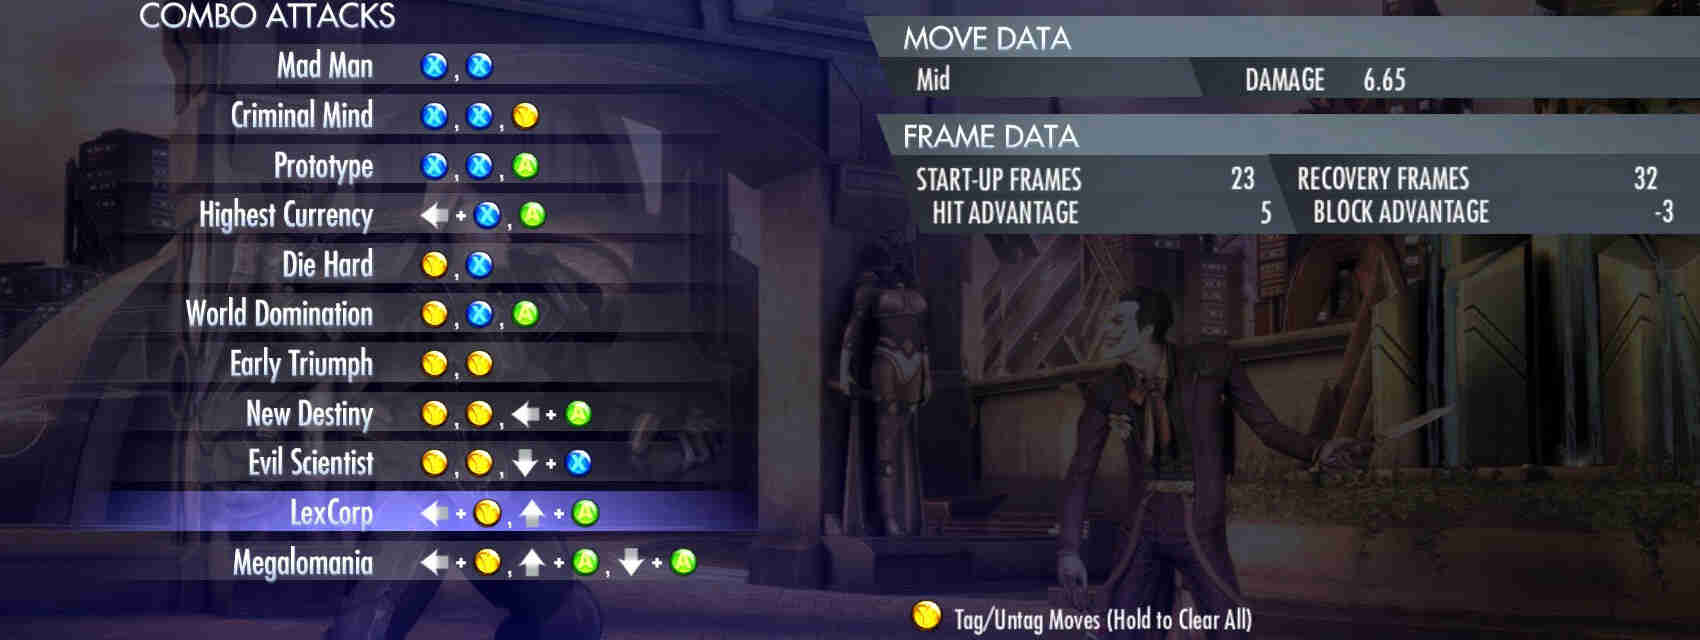 COMBO ATTACKS
Mad Man X, X
Criminal Mind X, X, Y
Prototype X, X, A
Highest Currency ← + X, A
Die Hard Y, X
World Domination Y, X, A
Early Triumph Y, Y
New Destiny Y, Y, ← + A
Evil Scientist Y, Y, ↓ + X
LexCorp ← + Y, ↑ + A
Megalomania ← + Y, ↑ + A, ↓ + A
MOVE DATA
Mid DAMAGE 6.65
FRAME DATA
START-UP FRAMES 23 RECOVERY FRAMES 32
HIT ADVANTAGE 5 BLOCK ADVANTAGE -3
Y Tag/Untag Moves (Hold to Clear All)